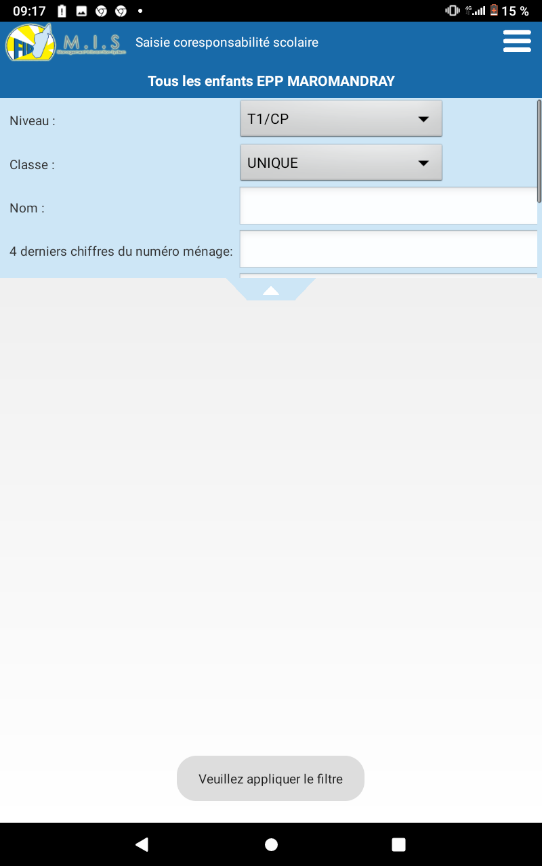 09:17
15 %
FID M.I.S Saisie coresponsabilité scolaire
Tous les enfants EPP MAROMANDRAY
Niveau : T1/CP
Classe : UNIQUE
Nom :
4 derniers chiffres du numéro ménage:
Veuillez appliquer le filtre